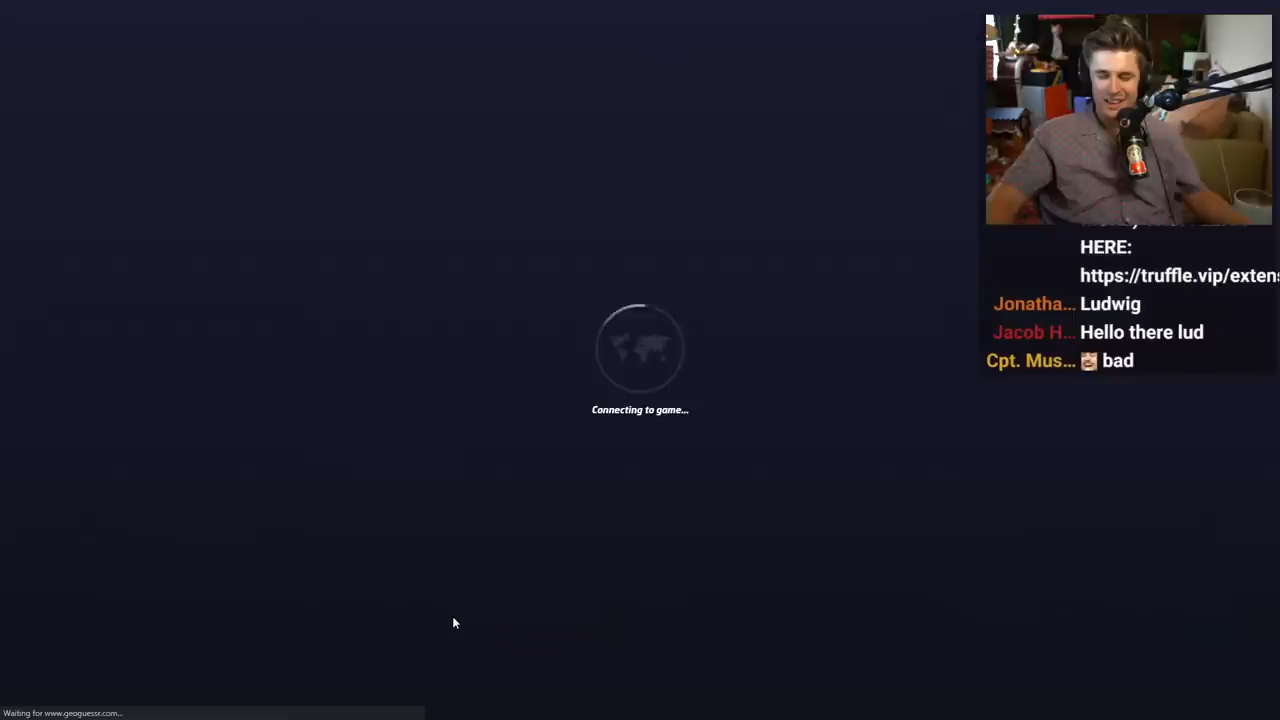 HERE:
https://truffle.vip/exten
Jonatha... Ludwig
Jacob H... Hello there lud
Cpt. Mus... bad
Connecting to game...
Waiting for www.geoguessr.com...